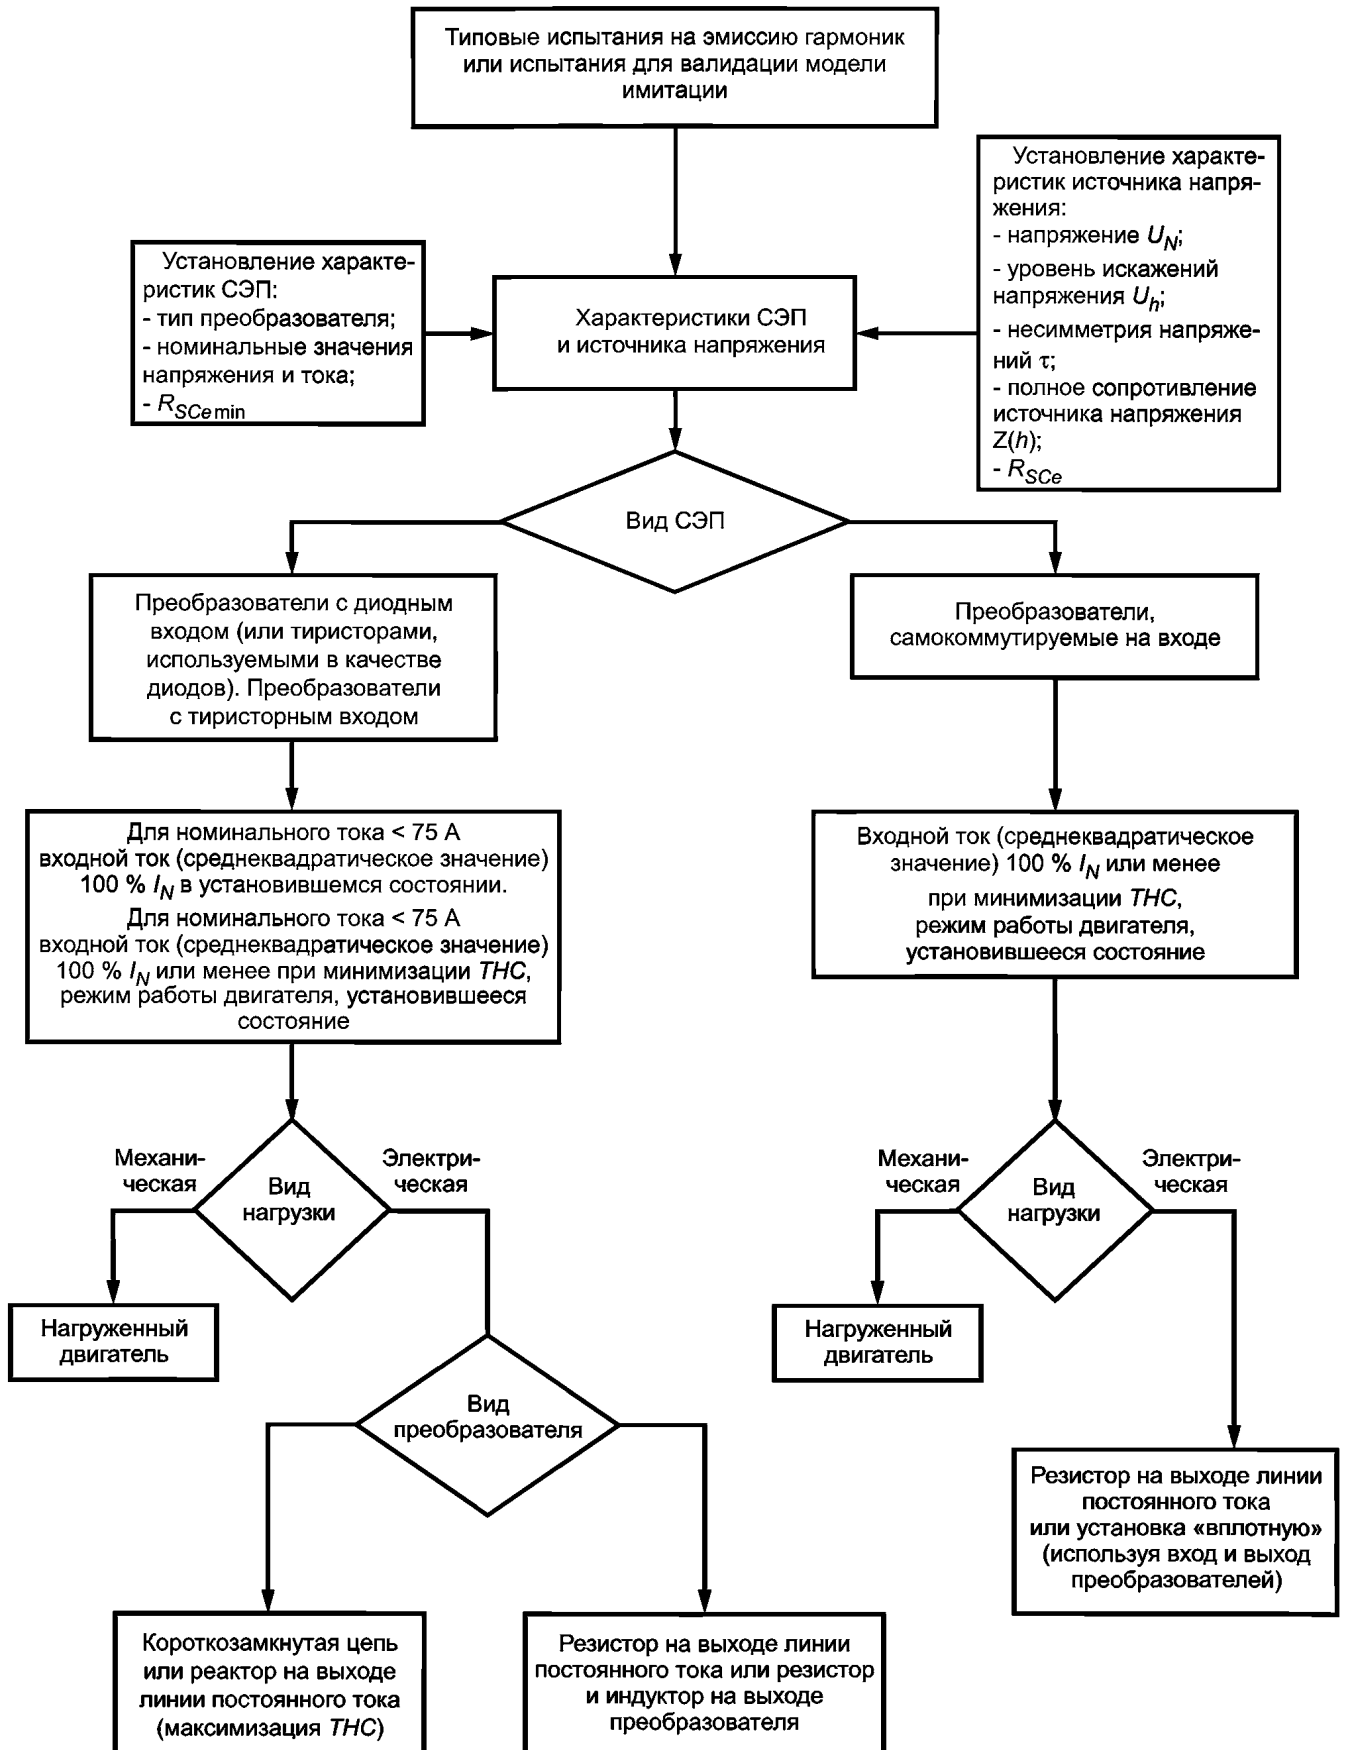 Типовые испытания на эмиссию гармоник
или испытания для валидации модели
имитации
Установление характе-
ристик источника напря-
жения:
- напряжение U_N;
- уровень искажений
напряжения U_h;
- несимметрия напряже-
ний τ;
- полное сопротивление
источника напряжения
Z(h);
- R_SCe
Установление характе-
ристик СЭП:
- тип преобразователя;
- номинальные значения
напряжения и тока;
- R_SCe min
Характеристики СЭП
и источника напряжения
Вид СЭП
Преобразователи с диодным
входом (или тиристорами,
используемыми в качестве
диодов). Преобразователи
с тиристорным входом
Преобразователи,
самокоммутируемые на входе
Для номинального тока < 75 А
входной ток (среднеквадратическое значение)
100 % I_N в установившемся состоянии.
Для номинального тока < 75 А
входной ток (среднеквадратическое значение)
100 % I_N или менее при минимизации THC,
режим работы двигателя, установившееся
состояние
Входной ток (среднеквадратическое
значение) 100 % I_N или менее
при минимизации THC,
режим работы двигателя,
установившееся состояние
Механи-
ческая
Электри-
ческая
Вид
нагрузки
Механи-
ческая
Электри-
ческая
Вид
нагрузки
Нагруженный
двигатель
Нагруженный
двигатель
Вид
преобразователя
Резистор на выходе линии
постоянного тока
или установка «вплотную»
(используя вход и выход
преобразователей)
Короткозамкнутая цепь
или реактор на выходе
линии постоянного тока
(максимизация THC)
Резистор на выходе линии
постоянного тока или резистор
и индуктор на выходе
преобразователя